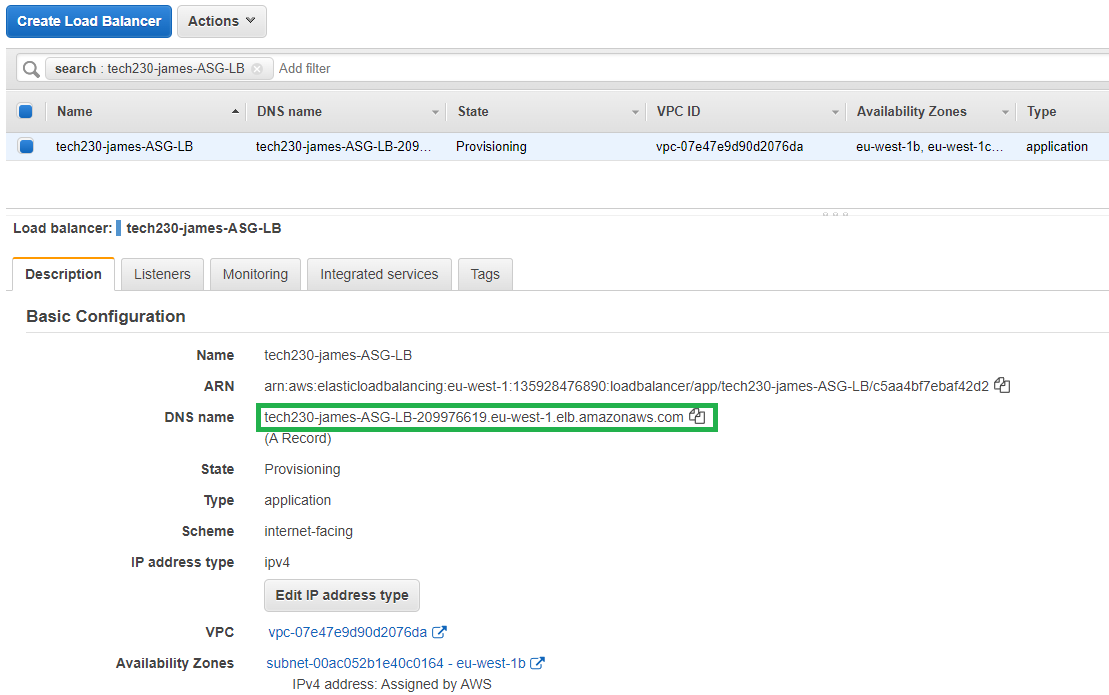 Create Load Balancer Actions
search : tech230-james-ASG-LB Add filter
Name DNS name State VPC ID Availability Zones Type
tech230-james-ASG-LB tech230-james-ASG-LB-209... Provisioning vpc-07e47e9d90d2076da eu-west-1b, eu-west-1c... application
Load balancer: tech230-james-ASG-LB
Description Listeners Monitoring Integrated services Tags
Basic Configuration
Name tech230-james-ASG-LB
ARN arn:aws:elasticloadbalancing:eu-west-1:135928476890:loadbalancer/app/tech230-james-ASG-LB/c5aa4bf7ebaf42d2
DNS name tech230-james-ASG-LB-209976619.eu-west-1.elb.amazonaws.com
(A Record)
State Provisioning
Type application
Scheme internet-facing
IP address type ipv4
Edit IP address type
VPC vpc-07e47e9d90d2076da
Availability Zones subnet-00ac052b1e40c0164 - eu-west-1b
IPv4 address: Assigned by AWS